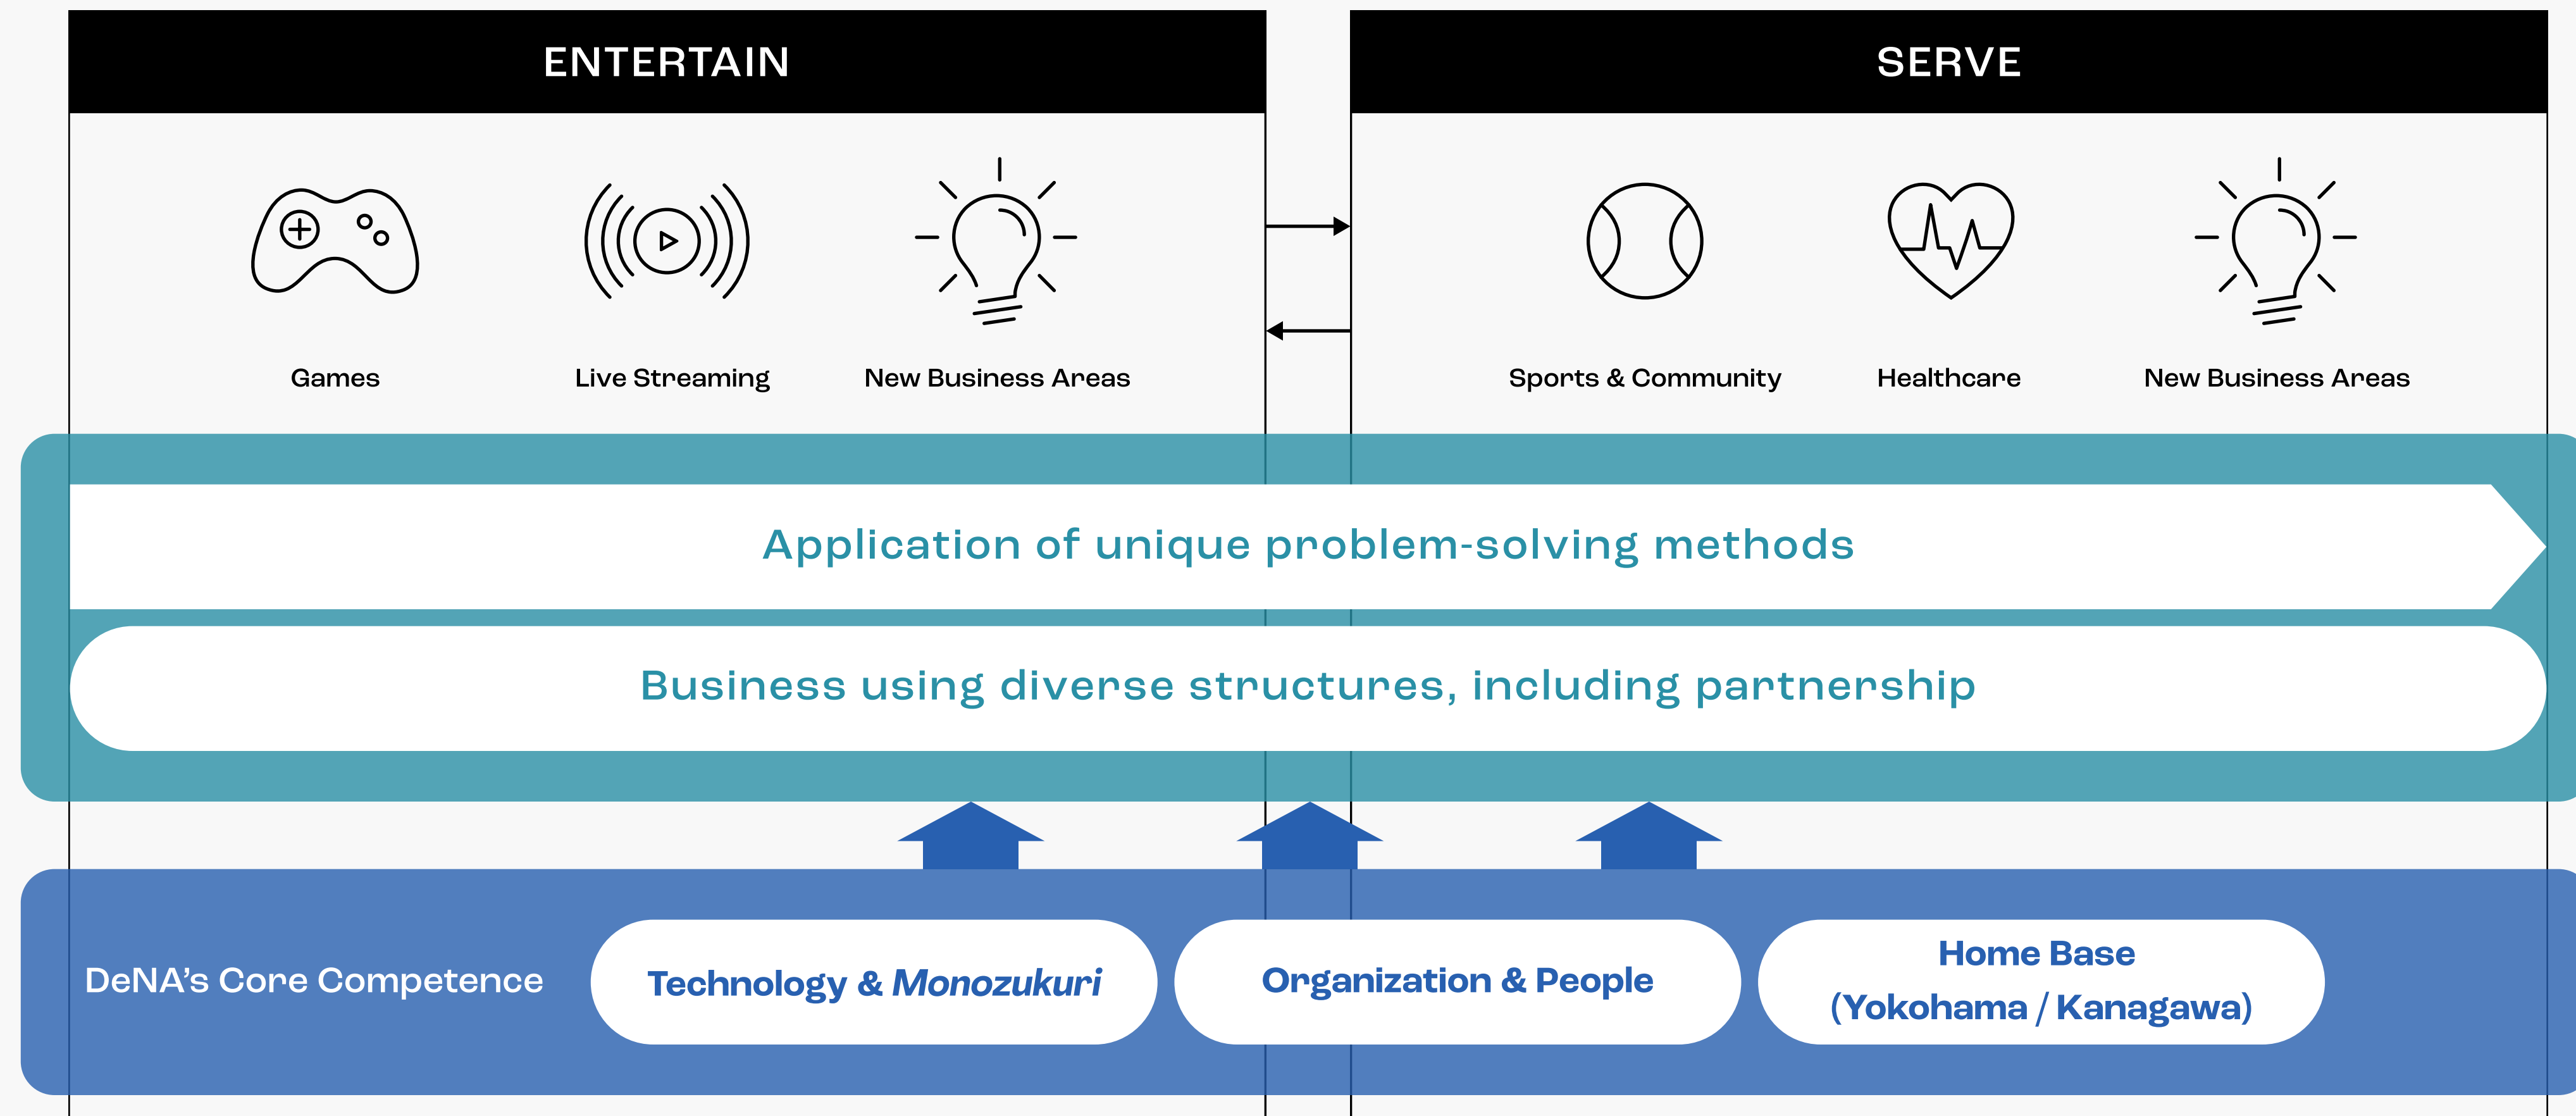 ENTERTAIN
SERVE
Games
Live Streaming
New Business Areas
Sports & Community
Healthcare
New Business Areas
Application of unique problem-solving methods
Business using diverse structures, including partnership
DeNA’s Core Competence
Technology & Monozukuri
Organization & People
Home Base
(Yokohama / Kanagawa)